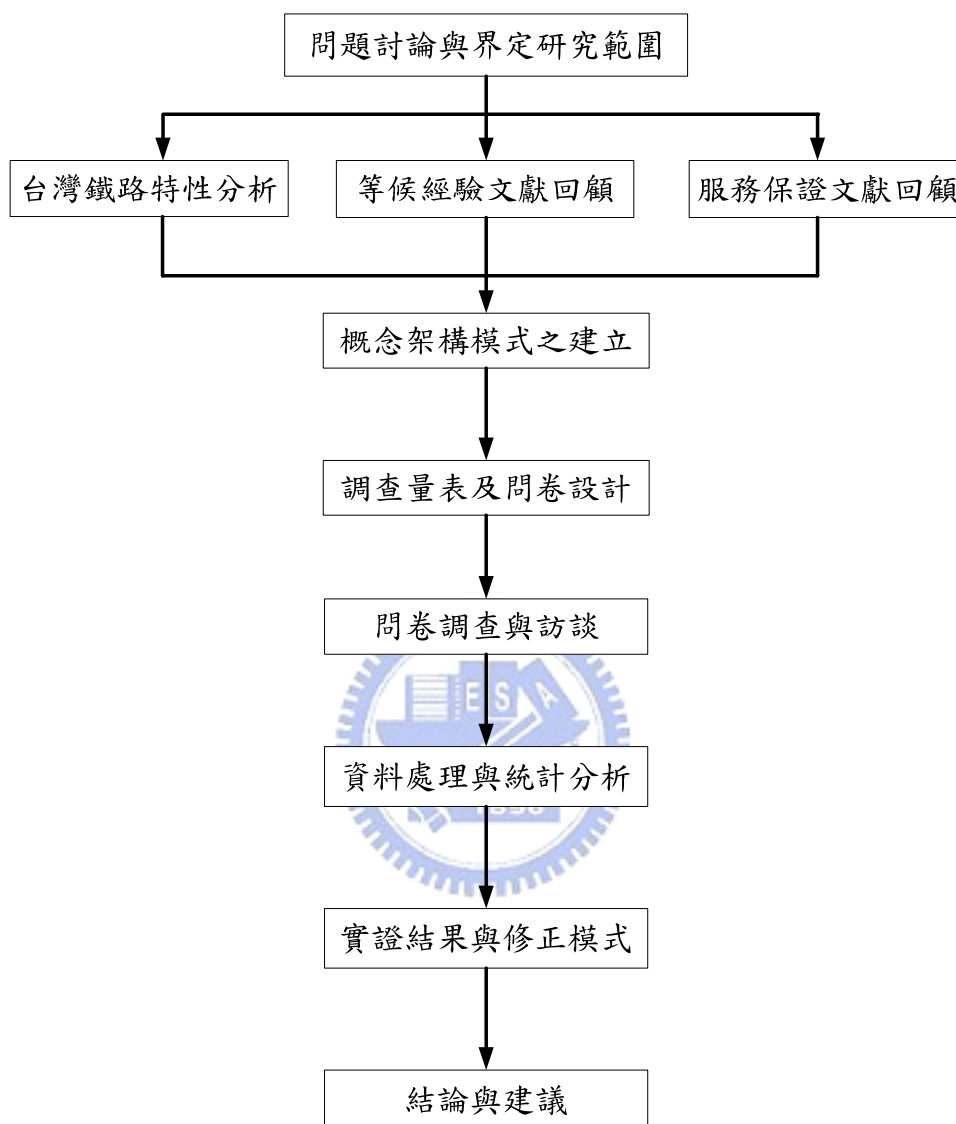 問題討論與界定研究範圍
台灣鐵路特性分析
等候經驗文獻回顧
服務保證文獻回顧
概念架構模式之建立
調查量表及問卷設計
問卷調查與訪談
E S A
資料處理與統計分析
1896
實證結果與修正模式
結論與建議